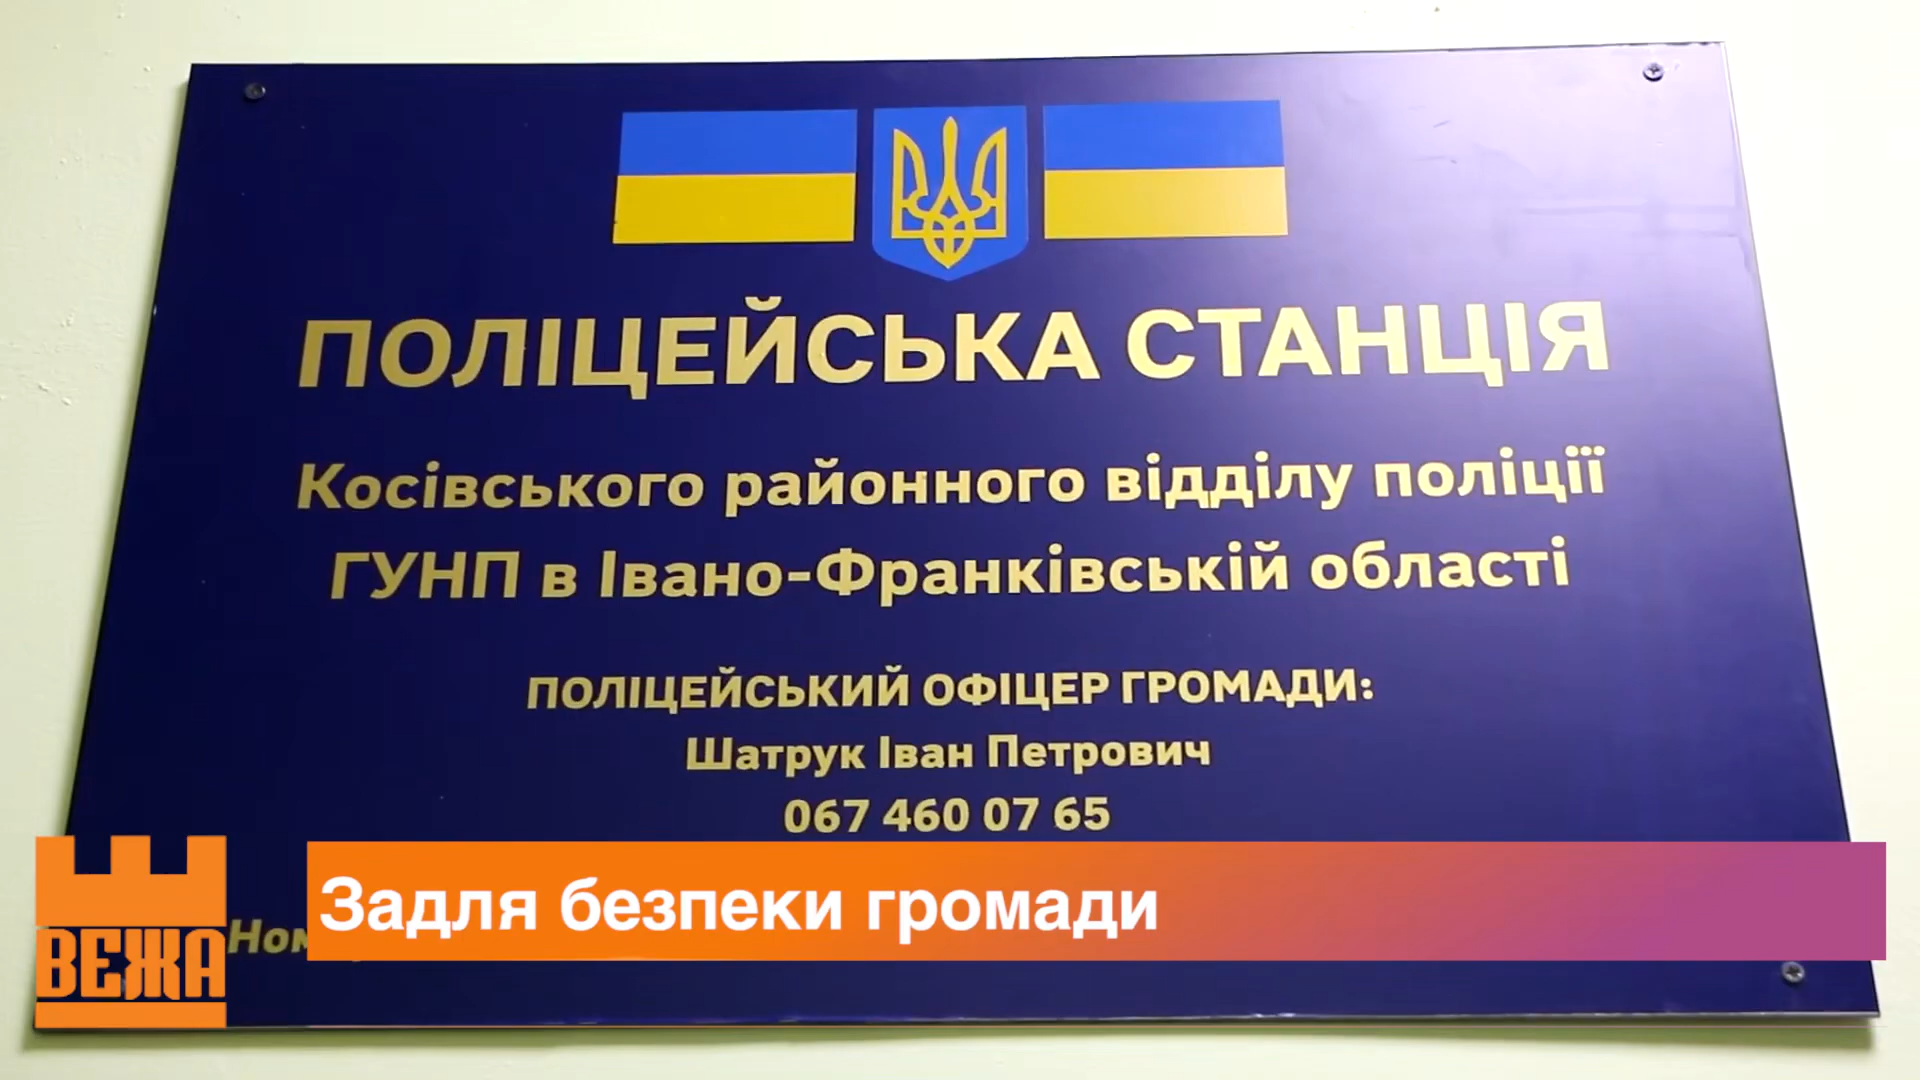 ПОЛІЦЕЙСЬКА СТАНЦІЯ
Косівського районного відділу поліції
ГУНП в Івано-Франківській області
ПОЛІЦЕЙСЬКИЙ ОФІЦЕР ГРОМАДИ:
Шатрук Іван Петрович
067 460 07 65
Задля безпеки громади
ВЕЖА